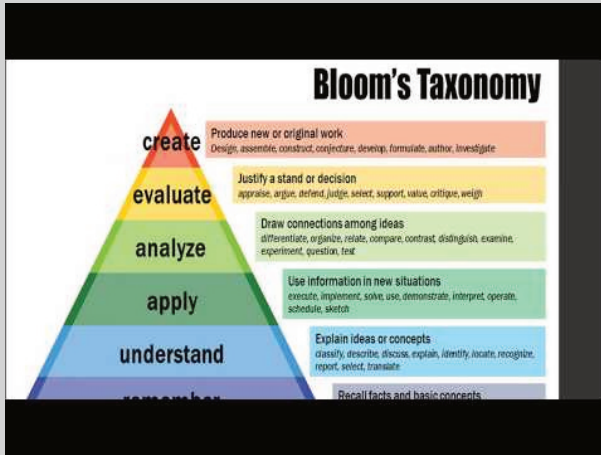 Bloom's Taxonomy
create
Produce new or original work
Design, assemble, construct, conjecture, develop, formulate, author, investigate
evaluate
Justify a stand or decision
appraise, argue, defend, judge, select, support, value, critique, weigh
analyze
Draw connections among ideas
differentiate, organize, relate, compare, contrast, distinguish, examine,
experiment, question, test
apply
Use information in new situations
execute, implement, solve, use, demonstrate, interpret, operate,
schedule, sketch
understand
Explain ideas or concepts
classify, describe, discuss, explain, identify, locate, recognize,
report, select, translate
remember
Recall facts and basic concepts